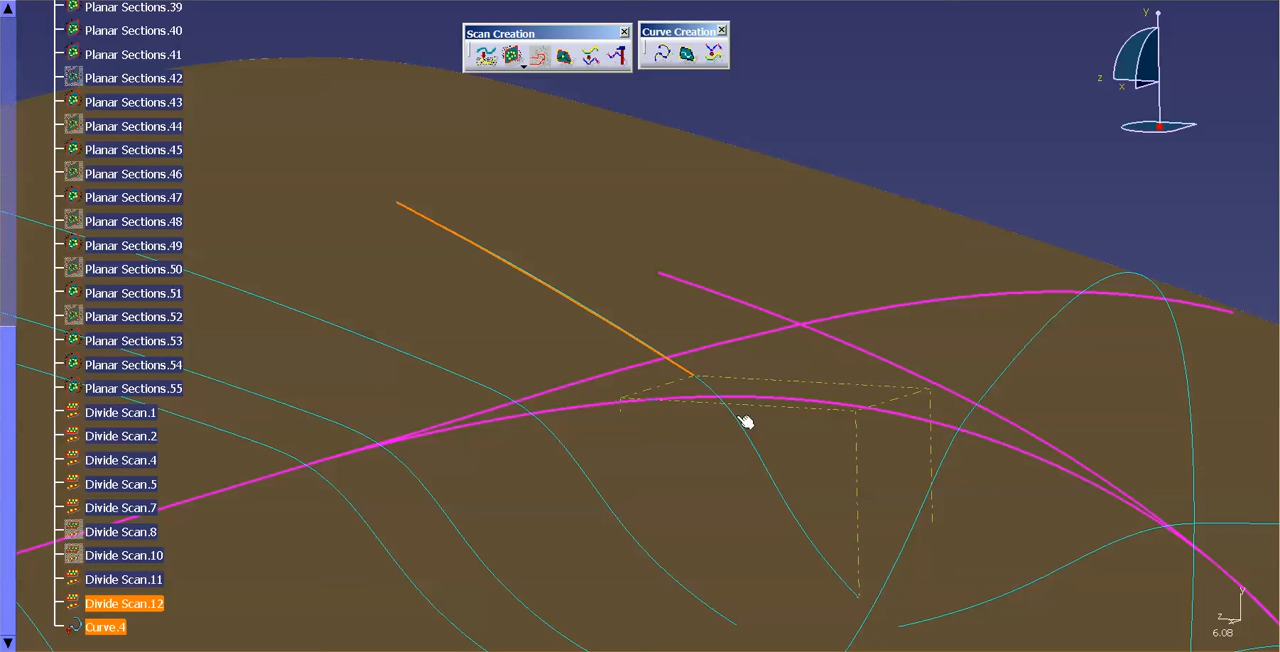 Planar Sections.39
Planar Sections.40
Planar Sections.41
Planar Sections.42
Planar Sections.43
Planar Sections.44
Planar Sections.45
Planar Sections.46
Planar Sections.47
Planar Sections.48
Planar Sections.49
Planar Sections.50
Planar Sections.51
Planar Sections.52
Planar Sections.53
Planar Sections.54
Planar Sections.55
Divide Scan.1
Divide Scan.2
Divide Scan.4
Divide Scan.5
Divide Scan.7
Divide Scan.8
Divide Scan.10
Divide Scan.11
Divide Scan.12
Curve.4
Scan Creation
Curve Creation
y
z
x
y
z
x
6.08